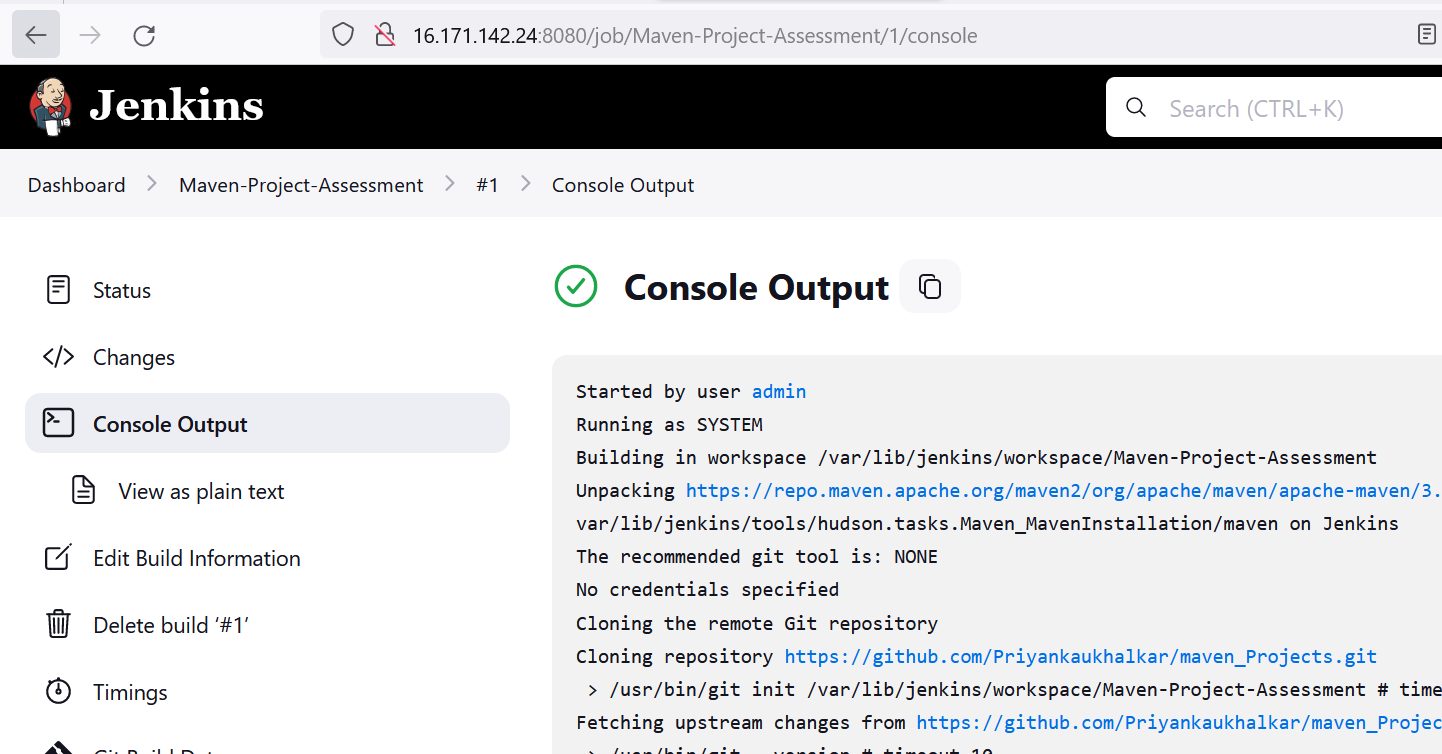 16.171.142.24:8080/job/Maven-Project-Assessment/1/console
Jenkins
Search (CTRL+K)
Dashboard
Maven-Project-Assessment
#1
Console Output
Status
Changes
Console Output
View as plain text
Edit Build Information
Delete build ‘#1’
Timings
Console Output
Started by user admin
Running as SYSTEM
Building in workspace /var/lib/jenkins/workspace/Maven-Project-Assessment
Unpacking https://repo.maven.apache.org/maven2/org/apache/maven/apache-maven/3.
var/lib/jenkins/tools/hudson.tasks.Maven_MavenInstallation/maven on Jenkins
The recommended git tool is: NONE
No credentials specified
Cloning the remote Git repository
Cloning repository https://github.com/Priyankaukhalkar/maven_Projects.git
> /usr/bin/git init /var/lib/jenkins/workspace/Maven-Project-Assessment # time
Fetching upstream changes from https://github.com/Priyankaukhalkar/maven_Projec
> /usr/bin/git --version # timeout 10